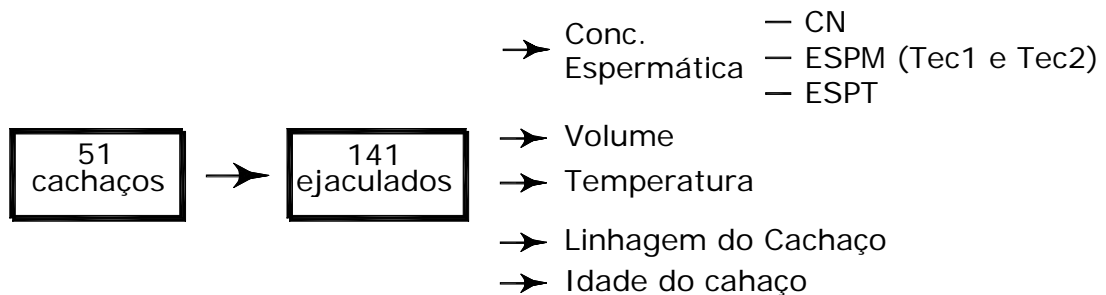 51
cachaços
141
ejaculados
Conc.
Espermática
— CN
— ESPM (Tec1 e Tec2)
— ESPT
Volume
Temperatura
Linhagem do Cachaço
Idade do cahaço